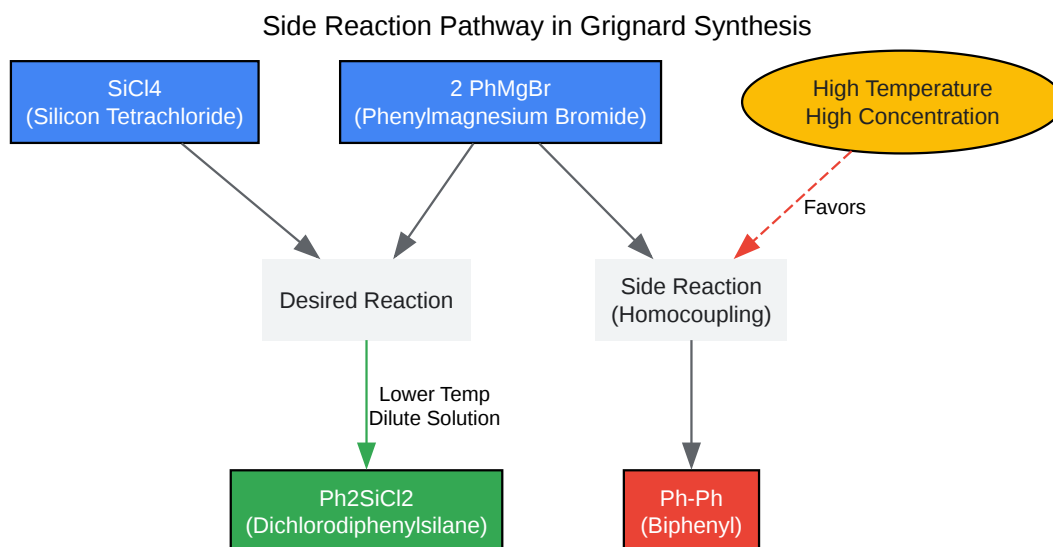 Side Reaction Pathway in Grignard Synthesis
SiCl4
(Silicon Tetrachloride)
2 PhMgBr
(Phenylmagnesium Bromide)
High Temperature
High Concentration
Favors
Desired Reaction
Side Reaction
(Homocoupling)
Lower Temp
Dilute Solution
Ph2SiCl2
(Dichlorodiphenylsilane)
Ph-Ph
(Biphenyl)